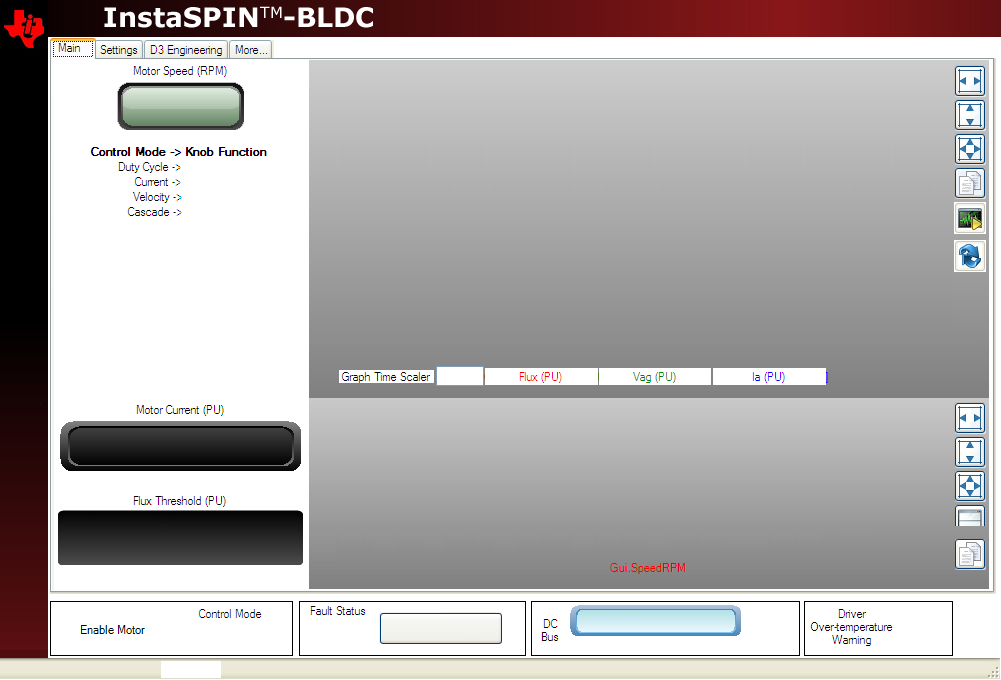 InstaSPIN™-BLDC
Main
Settings
D3 Engineering
More...
Motor Speed (RPM)
Control Mode -> Knob Function
Duty Cycle ->
Current ->
Velocity ->
Cascade ->
Graph Time Scaler
Flux (PU)
Vag (PU)
Ia (PU)
Motor Current (PU)
Flux Threshold (PU)
Gui.SpeedRPM
Control Mode
Enable Motor
Fault Status
DC
Bus
Driver
Over-temperature
Warning